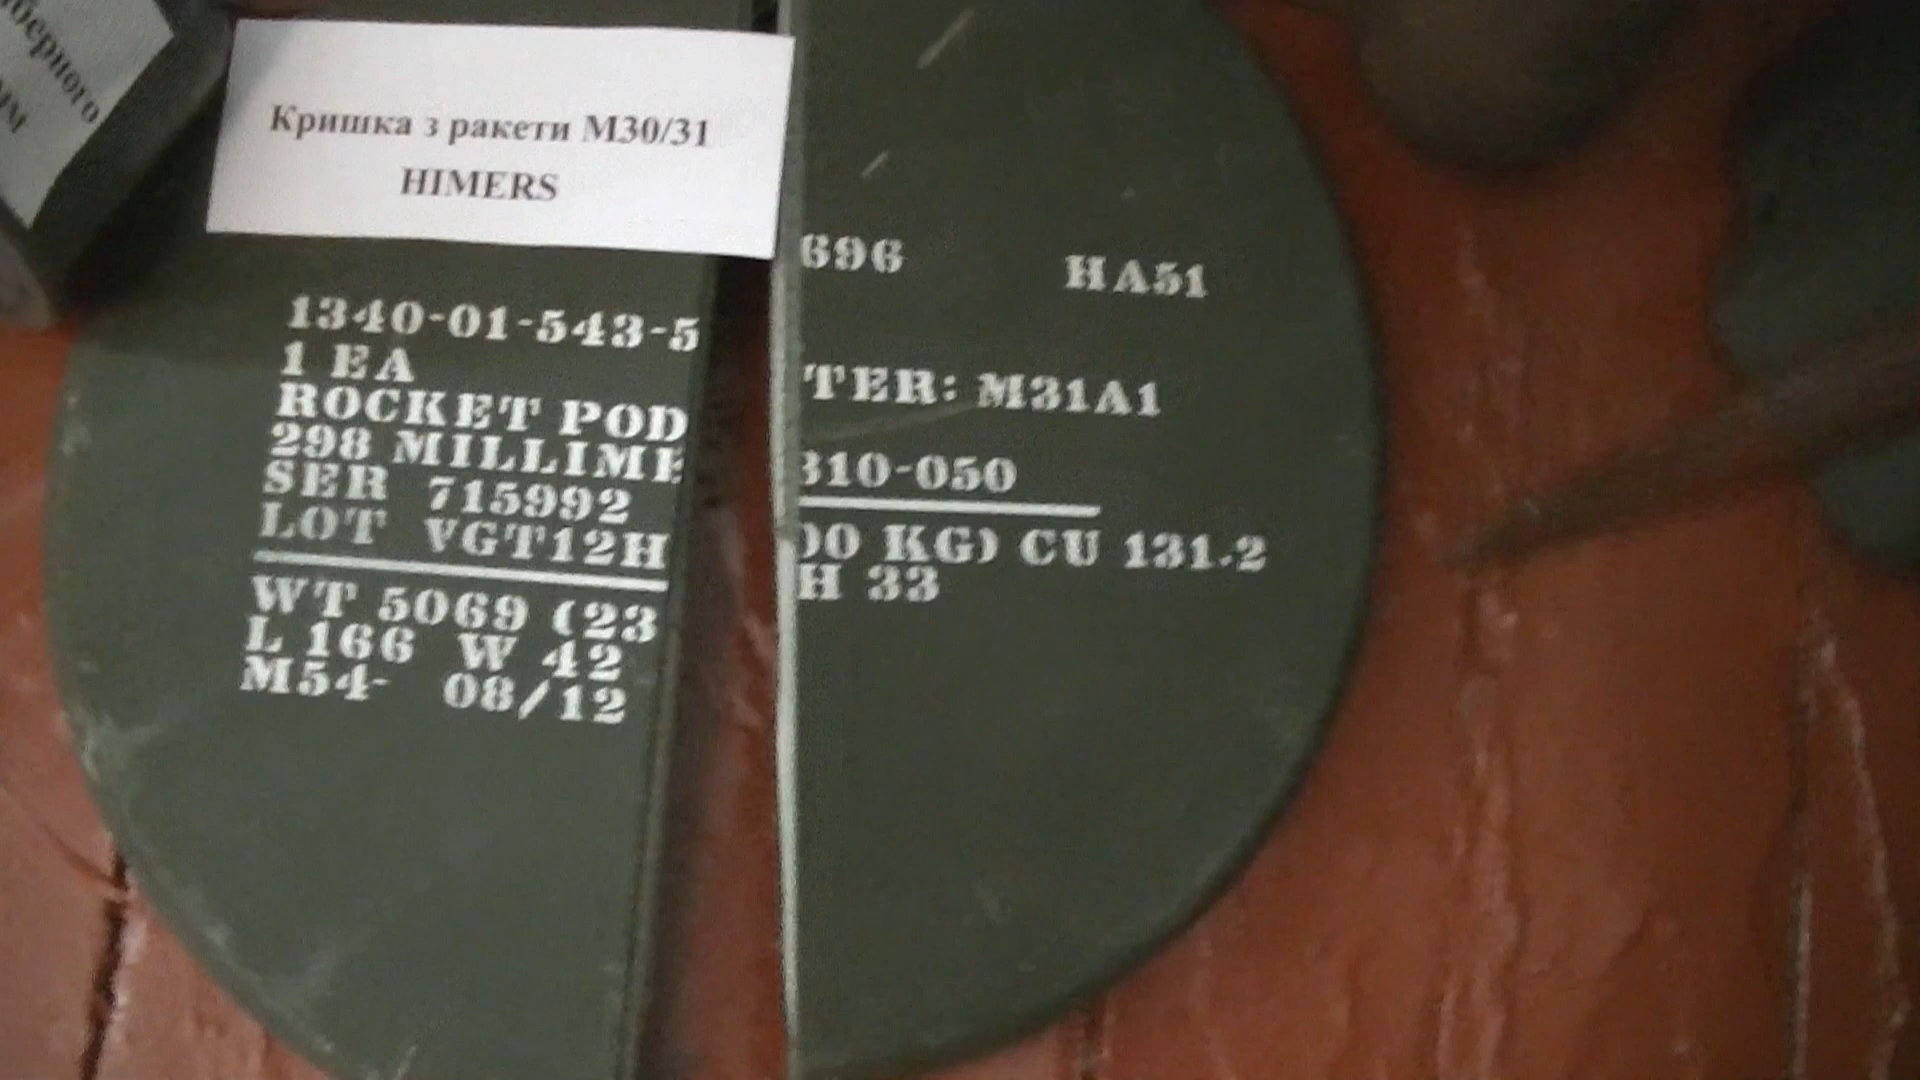 бберного
мм
Кришка з ракети М30/31
HIMERS
1340-01-543-5
1 EA
ROCKET POD
298 MILLIME
SER 715992
LOT VGT12H
WT 5069 (23
L 166 W 42
M54- 08/12
696 HA51
TER: M31A1
310-050
00 KG) CU 131.2
H 33